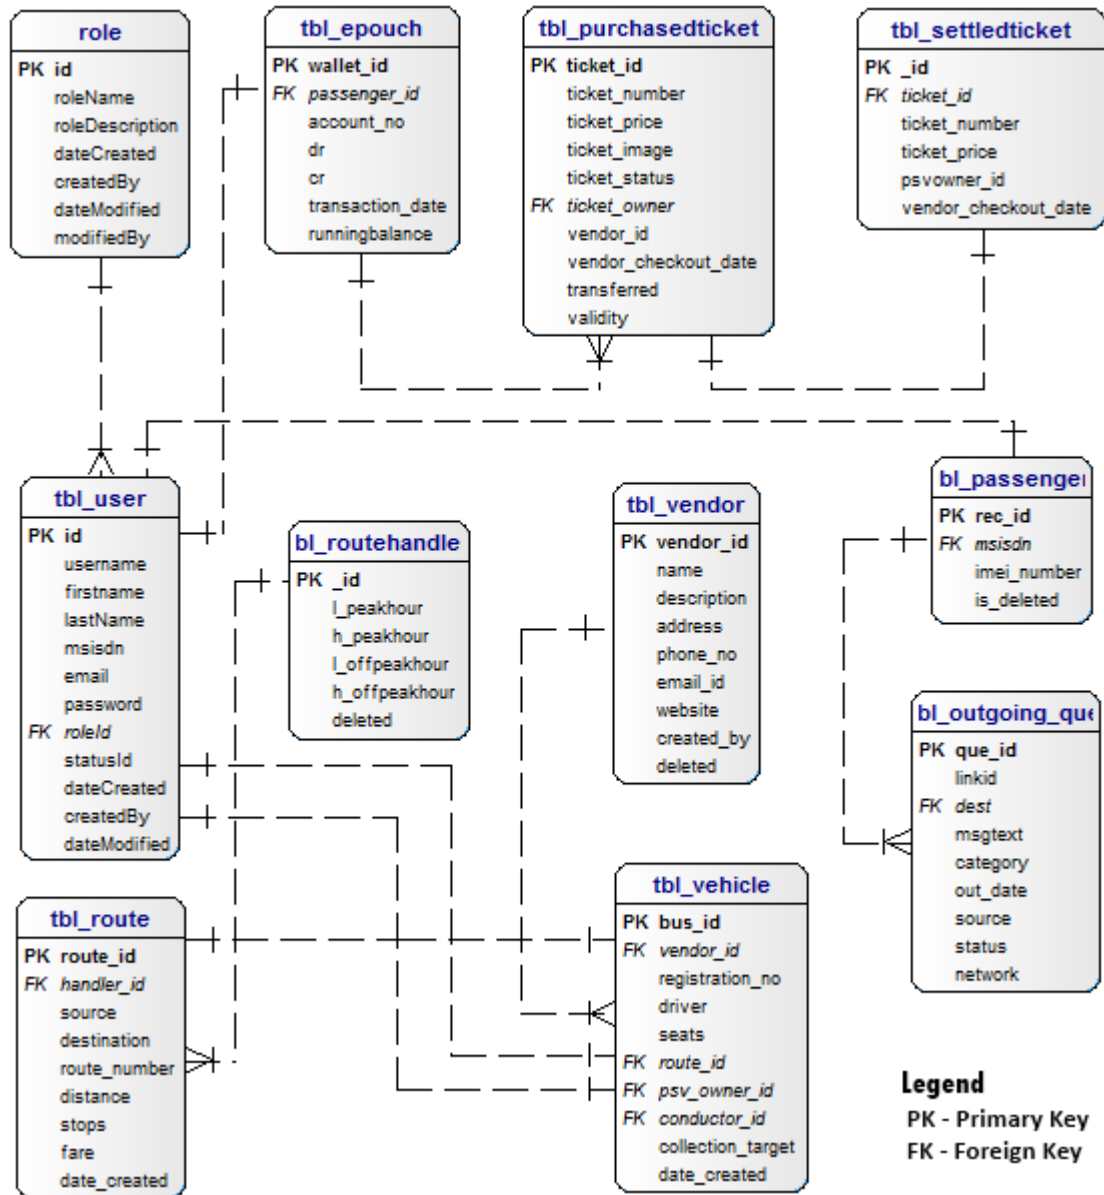 role
PK id
roleName
roleDescription
dateCreated
createdBy
dateModified
modifiedBy
tbl_epouch
PK wallet_id
FK passenger_id
account_no
dr
cr
transaction_date
runningbalance
tbl_purchasedticket
PK ticket_id
ticket_number
ticket_price
ticket_image
ticket_status
FK ticket_owner
vendor_id
vendor_checkout_date
transferred
validity
tbl_settledticket
PK _id
FK ticket_id
ticket_number
ticket_price
psvowner_id
vendor_checkout_date
tbl_user
PK id
username
firstname
lastName
msisdn
email
password
FK roleId
statusId
dateCreated
createdBy
dateModified
bl_routehandle
PK _id
l_peakhour
h_peakhour
l_offpeakhour
h_offpeakhour
deleted
tbl_vendor
PK vendor_id
name
description
address
phone_no
email_id
website
created_by
deleted
bl_passenger
PK rec_id
FK msisdn
imei_number
is_deleted
bl_outgoing_que
PK que_id
linkid
FK dest
msgtext
category
out_date
source
status
network
tbl_route
PK route_id
FK handler_id
source
destination
route_number
distance
stops
fare
date_created
tbl_vehicle
PK bus_id
FK vendor_id
registration_no
driver
seats
FK route_id
FK psv_owner_id
FK conductor_id
collection_target
date_created
Legend
PK - Primary Key
FK - Foreign Key